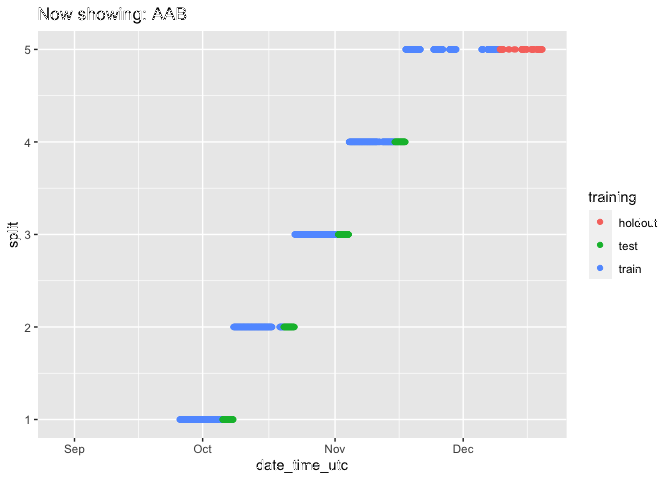 Now showing: AAB
5
4
3
2
1
split
Sep Oct Nov Dec
date_time_utc
training
holdout
test
train